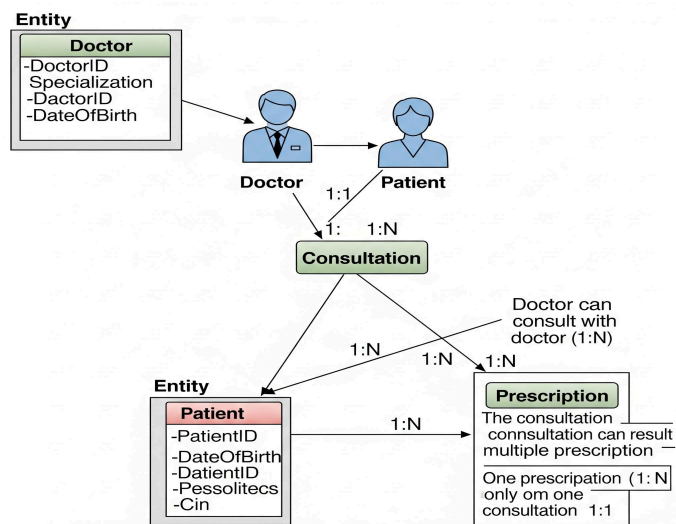 Entity
Doctor
-DoctorID
Specialization
-DactorID
-DateOfBirth
Doctor
Patient
1:1
1:
1:N
Consultation
Doctor can
consult with
doctor (1:N)
1:N
1:N
1:N
Entity
Patient
-PatientID
-DateOfBirth
-DatientID
-Pessolitecs
-Cin
1:N
Prescription
The consultation
connsultation can result
multiple prescription
One prescripation (1: N
only om one
consultation 1:1